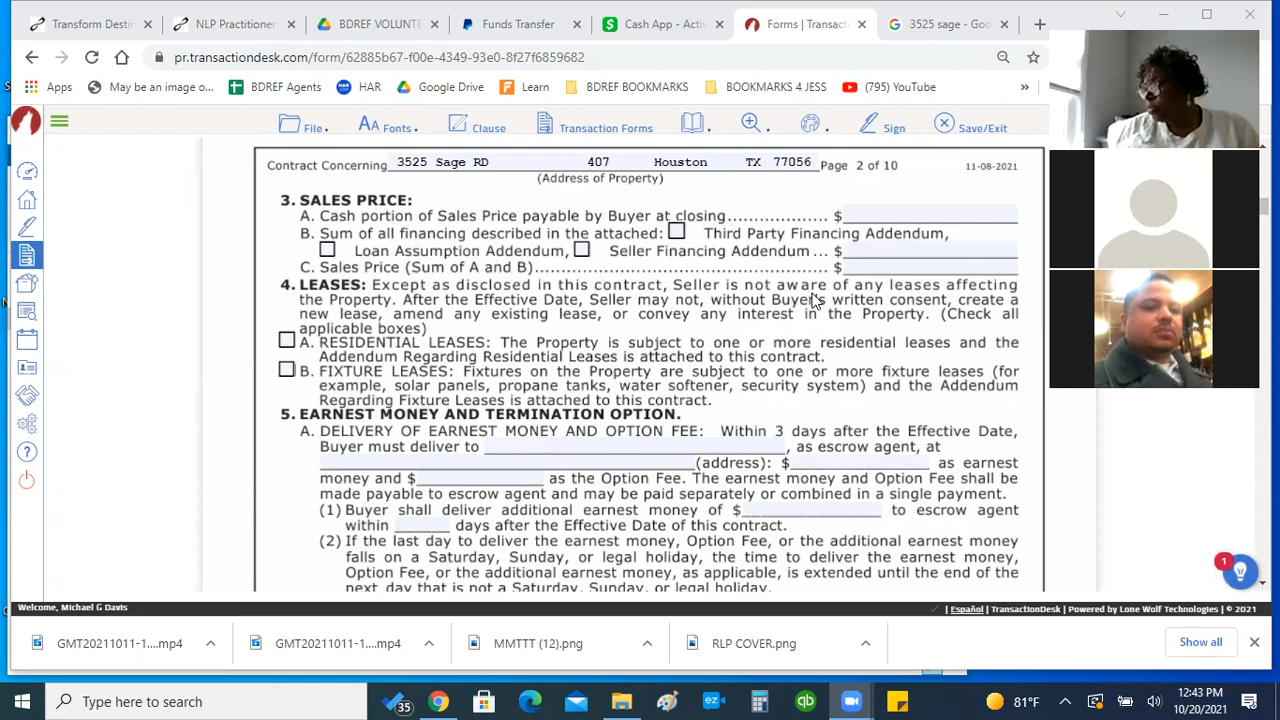 Transform Destin
NLP Practitioner
BDREF VOLUNTE
Funds Transfer
Cash App - Activ
Forms | Transact
3525 sage - Goo
pr.transactiondesk.com/form/62885b67-f00e-4349-93e0-8f27f6859682
Apps
May be an image o...
BDREF Agents
HAR
Google Drive
Learn
BDREF BOOKMARKS
BOOKMARKS 4 JESS
(795) YouTube
»
File
Fonts
Clause
Transaction Forms
Sign
Save/Exit
Contract Concerning 3525 Sage RD 407 Houston TX 77056 Page 2 of 10 11-08-2021
(Address of Property)
3. SALES PRICE:
A. Cash portion of Sales Price payable by Buyer at closing................... $
B. Sum of all financing described in the attached: Third Party Financing Addendum,
Loan Assumption Addendum, Seller Financing Addendum ... $
C. Sales Price (Sum of A and B)....................................................... $
4. LEASES: Except as disclosed in this contract, Seller is not aware of any leases affecting
the Property. After the Effective Date, Seller may not, without Buyer's written consent, create a
new lease, amend any existing lease, or convey any interest in the Property. (Check all
applicable boxes)
A. RESIDENTIAL LEASES: The Property is subject to one or more residential leases and the
Addendum Regarding Residential Leases is attached to this contract.
B. FIXTURE LEASES: Fixtures on the Property are subject to one or more fixture leases (for
example, solar panels, propane tanks, water softener, security system) and the Addendum
Regarding Fixture Leases is attached to this contract.
5. EARNEST MONEY AND TERMINATION OPTION.
A. DELIVERY OF EARNEST MONEY AND OPTION FEE: Within 3 days after the Effective Date,
Buyer must deliver to , as escrow agent, at
(address): $ as earnest
money and $ as the Option Fee. The earnest money and Option Fee shall be
made payable to escrow agent and may be paid separately or combined in a single payment.
(1) Buyer shall deliver additional earnest money of $ to escrow agent
within days after the Effective Date of this contract.
(2) If the last day to deliver the earnest money, Option Fee, or the additional earnest money
falls on a Saturday, Sunday, or legal holiday, the time to deliver the earnest money,
Option Fee, or the additional earnest money, as applicable, is extended until the end of the
next day that is not a Saturday, Sunday, or legal holiday.
1
Welcome, Michael G Davis
Español | TransactionDesk | Powered by Lone Wolf Technologies | © 2021
GMT20211011-1....mp4
GMT20211011-1....mp4
MMTTT (12).png
RLP COVER.png
Show all
Type here to search
35
ez
qb
81°F
12:43 PM
10/20/2021